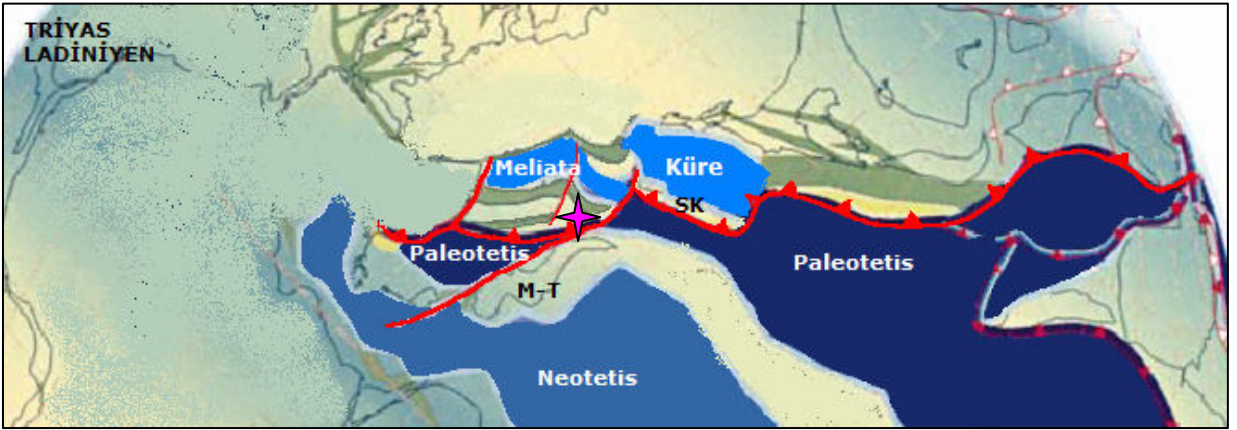 TRİYAS
LADİNİYEN
Meliata
Küre
SK
Paleotetis
Paleotetis
M-T
Neotetis